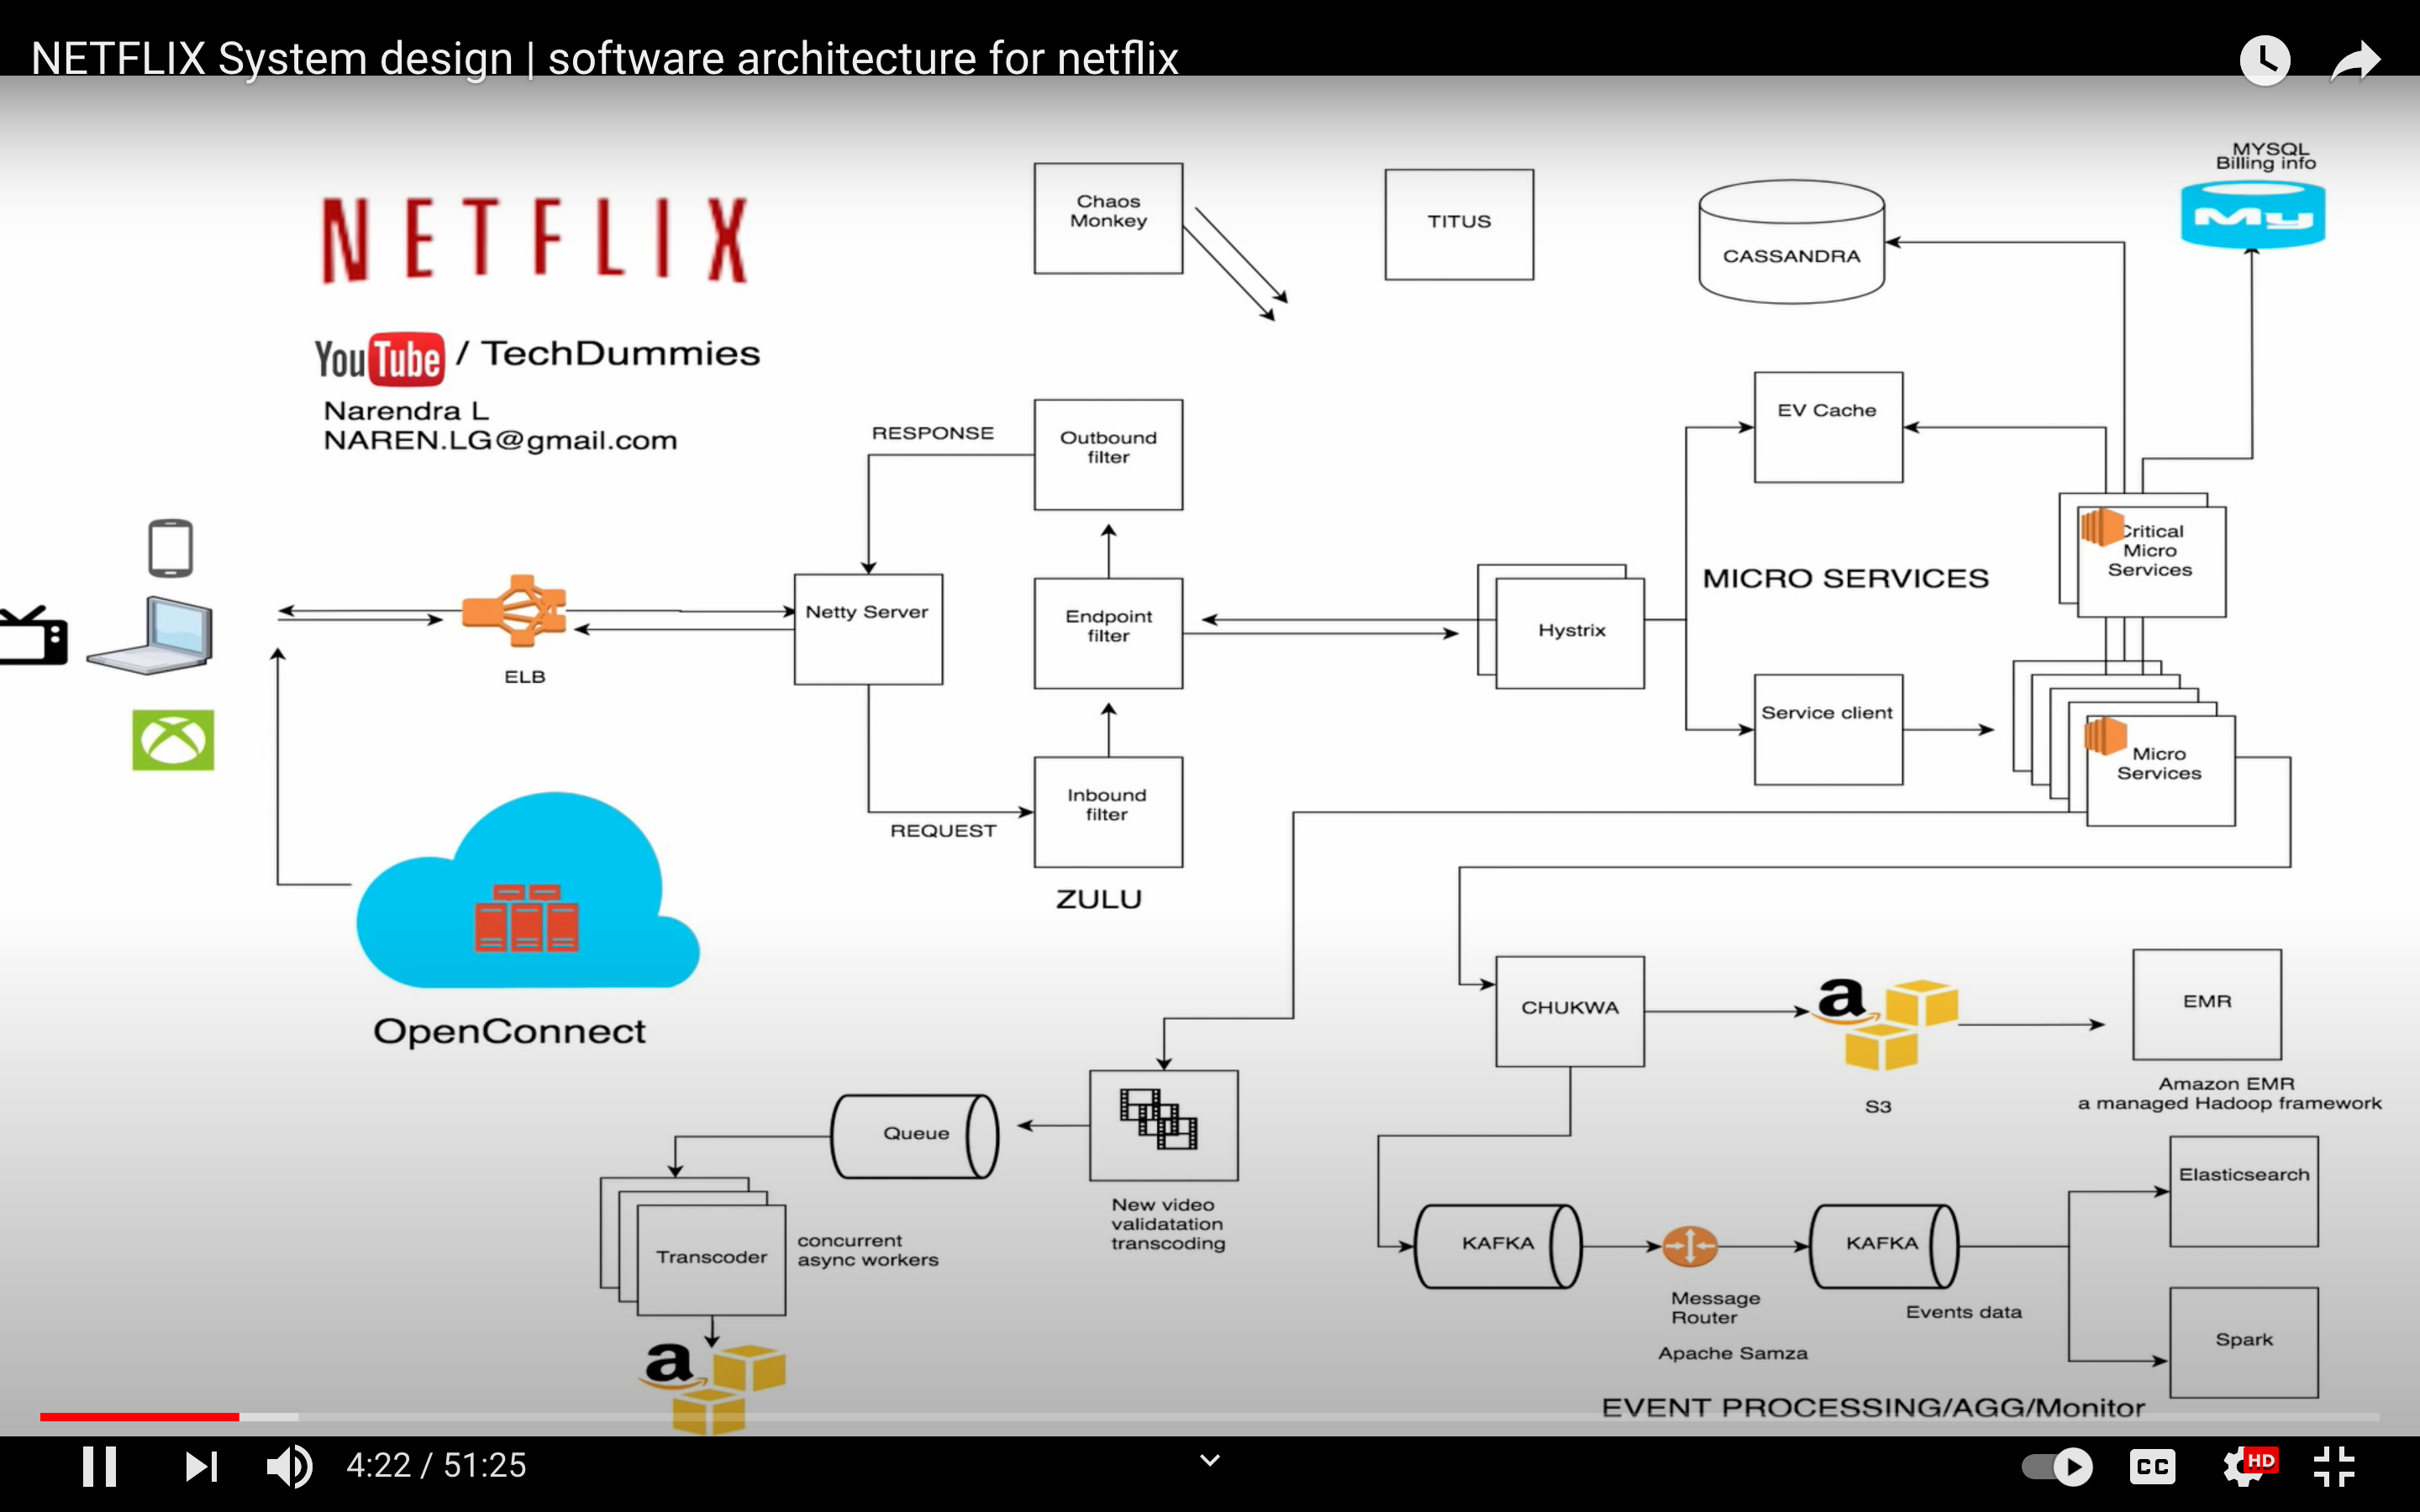 NETFLIX System design | software architecture for netflix
NETFLIX
YouTube / TechDummies
Narendra L
NAREN.LG@gmail.com
Chaos
Monkey
TITUS
CASSANDRA
MYSQL
Billing info
My
RESPONSE
Outbound
filter
EV Cache
Critical
Micro
Services
MICRO SERVICES
Netty Server
Endpoint
filter
Hystrix
ELB
Service client
Micro
Services
Inbound
filter
REQUEST
ZULU
OpenConnect
CHUKWA
a
S3
EMR
Amazon EMR
a managed Hadoop framework
Queue
New video
validatation
transcoding
Transcoder
concurrent
async workers
a
KAFKA
Message
Router
Apache Samza
KAFKA
Events data
Elasticsearch
Spark
EVENT PROCESSING/AGG/Monitor
4:22 / 51:25
CC
HD